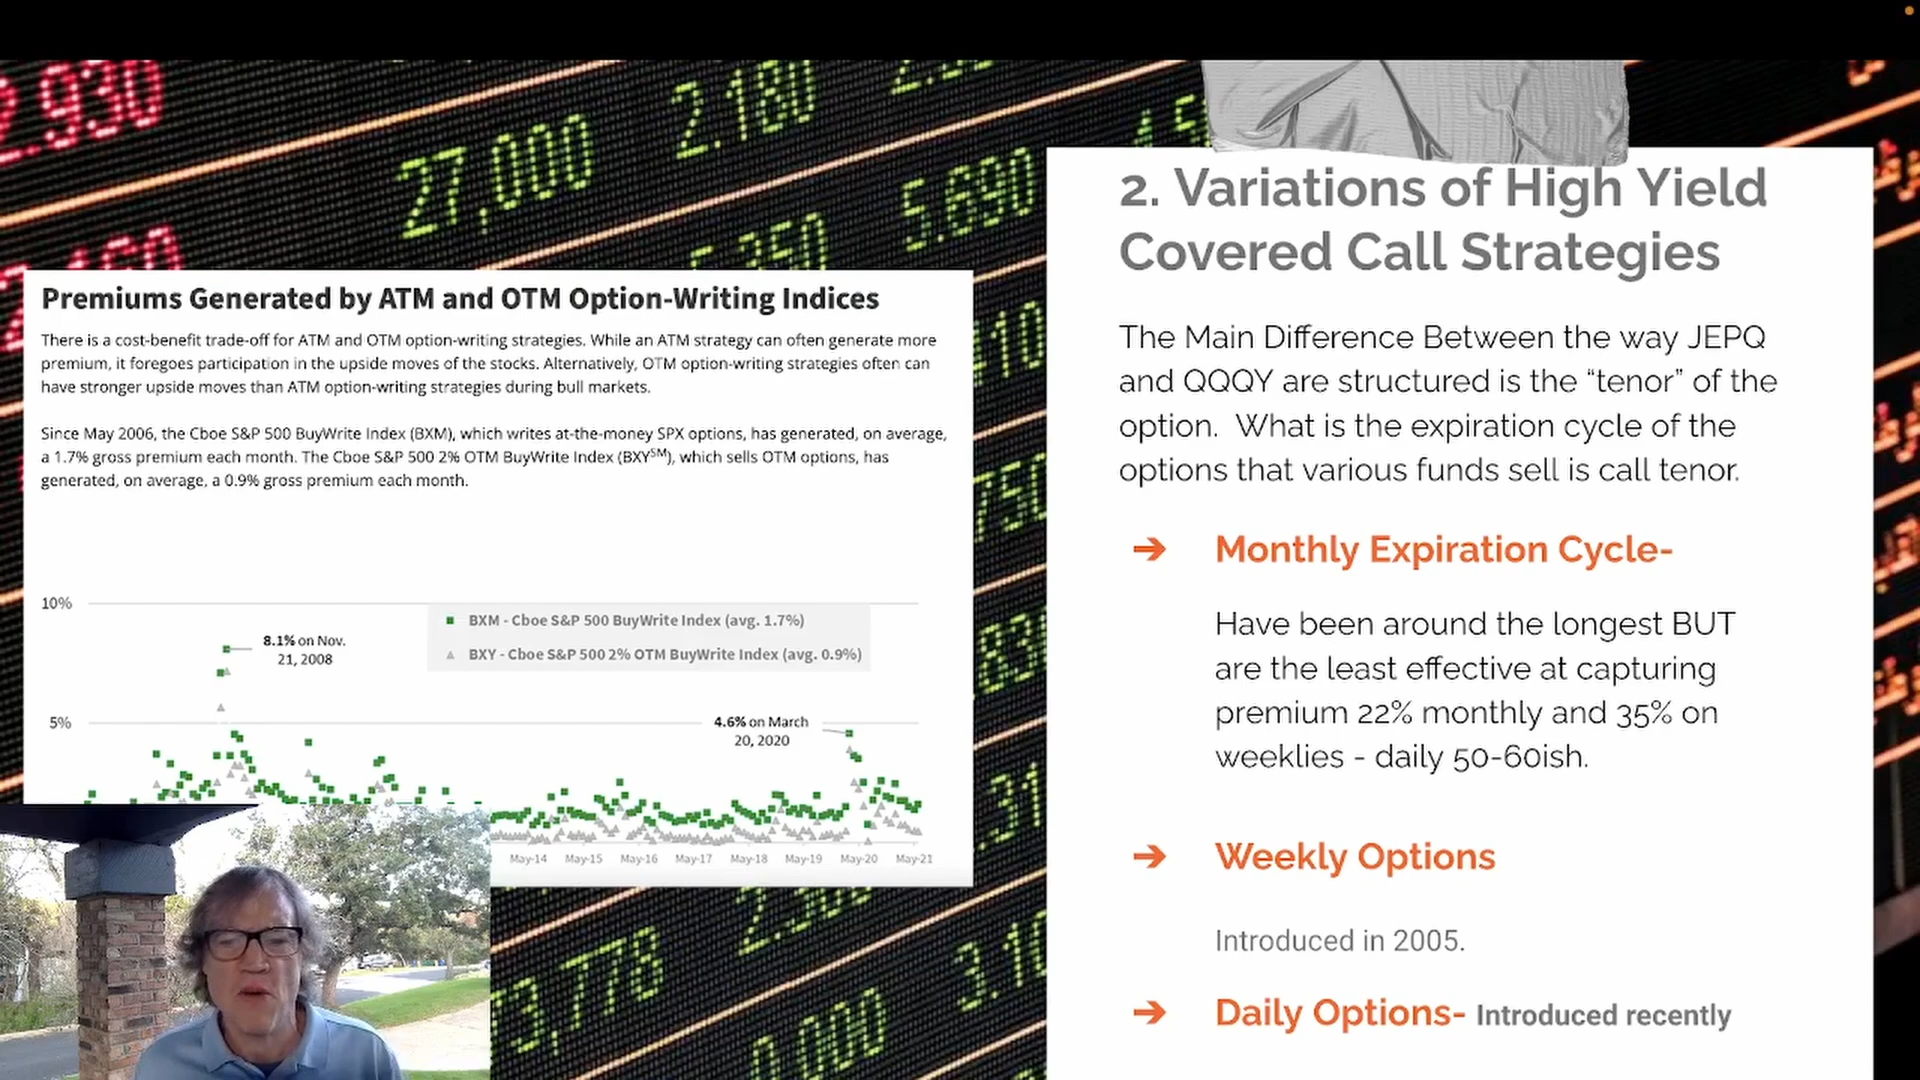 2.930
27,000
2.180
5.690
5.350
7.460
2. Variations of High Yield
Covered Call Strategies
The Main Difference Between the way JEPQ
and QQQY are structured is the “tenor” of the
option.  What is the expiration cycle of the
options that various funds sell is call tenor.
➔ Monthly Expiration Cycle-
Have been around the longest BUT
are the least effective at capturing
premium 22% monthly and 35% on
weeklies - daily 50-60ish.
➔ Weekly Options
Introduced in 2005.
➔ Daily Options- Introduced recently
Premiums Generated by ATM and OTM Option-Writing Indices
There is a cost-benefit trade-off for ATM and OTM option-writing strategies. While an ATM strategy can often generate more
premium, it foregoes participation in the upside moves of the stocks. Alternatively, OTM option-writing strategies often can
have stronger upside moves than ATM option-writing strategies during bull markets.
Since May 2006, the Cboe S&P 500 BuyWrite Index (BXM), which writes at-the-money SPX options, has generated, on average,
a 1.7% gross premium each month. The Cboe S&P 500 2% OTM BuyWrite Index (BXY℠), which sells OTM options, has
generated, on average, a 0.9% gross premium each month.
10%
BXM - Cboe S&P 500 BuyWrite Index (avg. 1.7%)
BXY - Cboe S&P 500 2% OTM BuyWrite Index (avg. 0.9%)
8.1% on Nov.
21, 2008
5%
4.6% on March
20, 2020
May-14 May-15 May-16 May-17 May-18 May-19 May-20 May-21
3,778
0.000